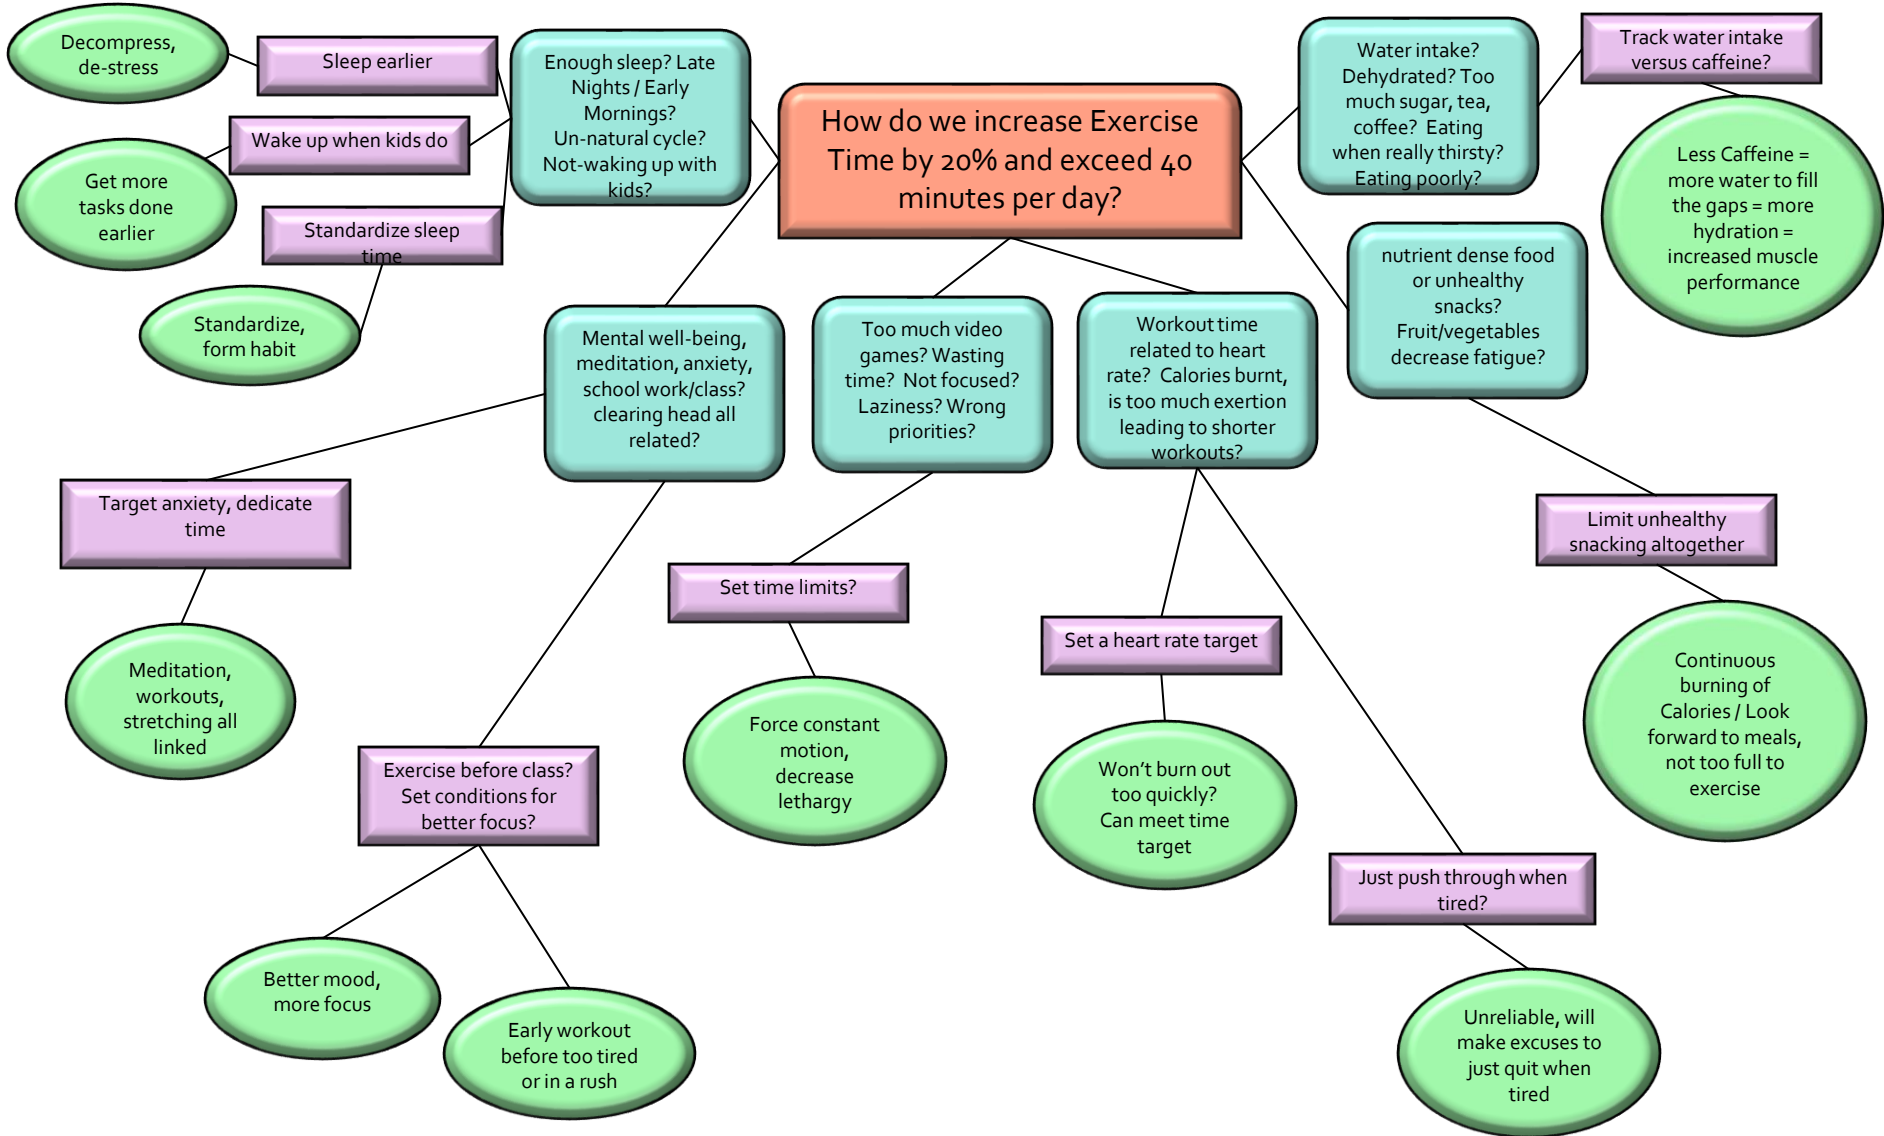 Decompress,
de-stress
Sleep earlier
Wake up when kids do
Get more
tasks done
earlier
Standardize sleep
time
Standardize,
form habit
Enough sleep? Late
Nights / Early
Mornings?
Un-natural cycle?
Not-waking up with
kids?
How do we increase Exercise
Time by 20% and exceed 40
minutes per day?
Water intake?
Dehydrated? Too
much sugar, tea,
coffee? Eating
when really thirsty?
Eating poorly?
Track water intake
versus caffeine?
Less Caffeine =
more water to fill
the gaps = more
hydration =
increased muscle
performance
nutrient dense food
or unhealthy
snacks?
Fruit/vegetables
decrease fatigue?
Mental well-being,
meditation, anxiety,
school work/class?
clearing head all
related?
Too much video
games? Wasting
time? Not focused?
Laziness? Wrong
priorities?
Workout time
related to heart
rate? Calories burnt,
is too much exertion
leading to shorter
workouts?
Target anxiety, dedicate
time
Meditation,
workouts,
stretching all
linked
Exercise before class?
Set conditions for
better focus?
Better mood,
more focus
Early workout
before too tired
or in a rush
Set time limits?
Force constant
motion,
decrease
lethargy
Set a heart rate target
Won't burn out
too quickly?
Can meet time
target
Just push through when
tired?
Unreliable, will
make excuses to
just quit when
tired
Limit unhealthy
snacking altogether
Continuous
burning of
Calories / Look
forward to meals,
not too full to
exercise